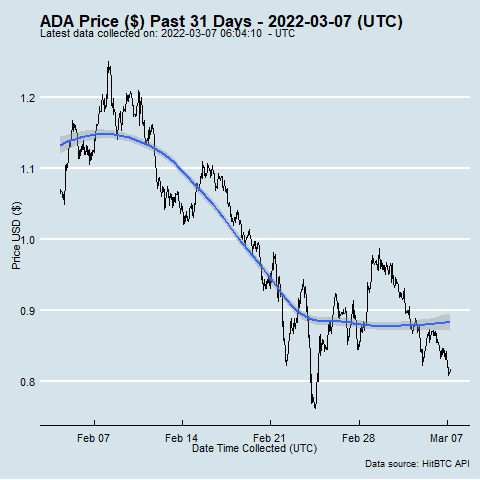 ADA Price ($) Past 31 Days - 2022-03-07 (UTC)
Latest data collected on: 2022-03-07 06:04:10  - UTC
1.2
1.1
1.0
0.9
0.8
Price USD ($)
Feb 07
Feb 14
Feb 21
Feb 28
Mar 07
Date Time Collected (UTC)
Data source: HitBTC API